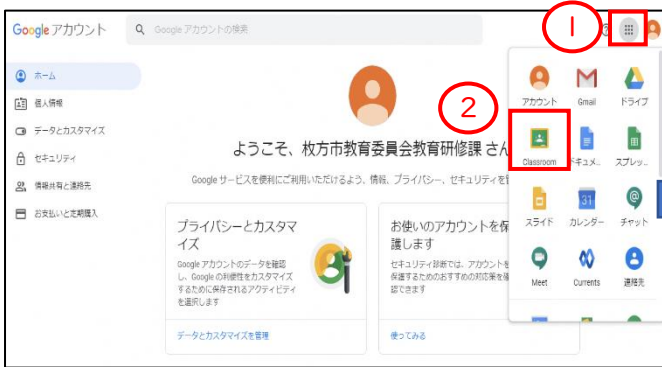 Google アカウント
Google アカウントの検索
1
ホーム
個人情報
データとカスタマイズ
セキュリティ
情報共有と連絡先
お支払いと定期購入
2
ようこそ、枚方市教育委員会教育研修課 さん
Google サービスを便利にご利用いただけるよう、情報、プライバシー、セキュリティを
プライバシーとカスタマ
イズ
Google アカウントのデータを確認
し、Google の利便性をカスタマイズ
するために保存されるアクティビティ
を選択します
データとカスタマイズを管理
お使いのアカウントを保
護します
セキュリティ診断では、アカウントを
保護するためのおすすめの対応策を確
認できます
使ってみる
アカウント
Gmail
ドライブ
Classroom
ドキュメ...
スプレッ...
スライド
31
カレンダー
チャット
Meet
Currents
連絡先